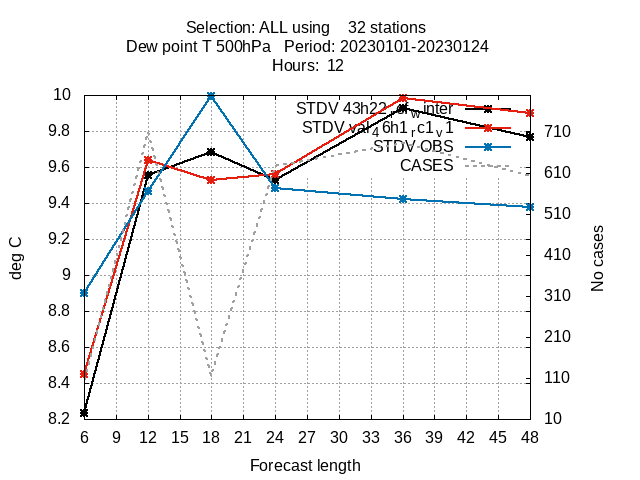 Selection: ALL using 32 stations
Dew point T 500hPa Period: 20230101-20230124
Hours: 12
10
9.8
9.6
9.4
9.2
9
8.8
8.6
8.4
8.2
deg C
STDV val_46h1_rc1_v1
STDV OBS
CASES
710
610
510
410
310
210
110
10
No cases
6 9 12 15 18 21 24 27 30 33 36 39 42 45 48
Forecast length